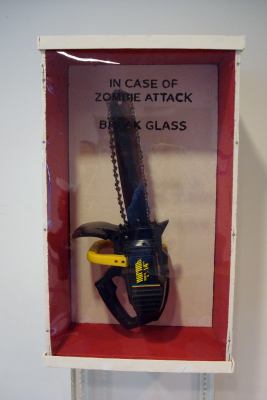 IN CASE OF
ZOMBIE ATTACK
BREAK GLASS